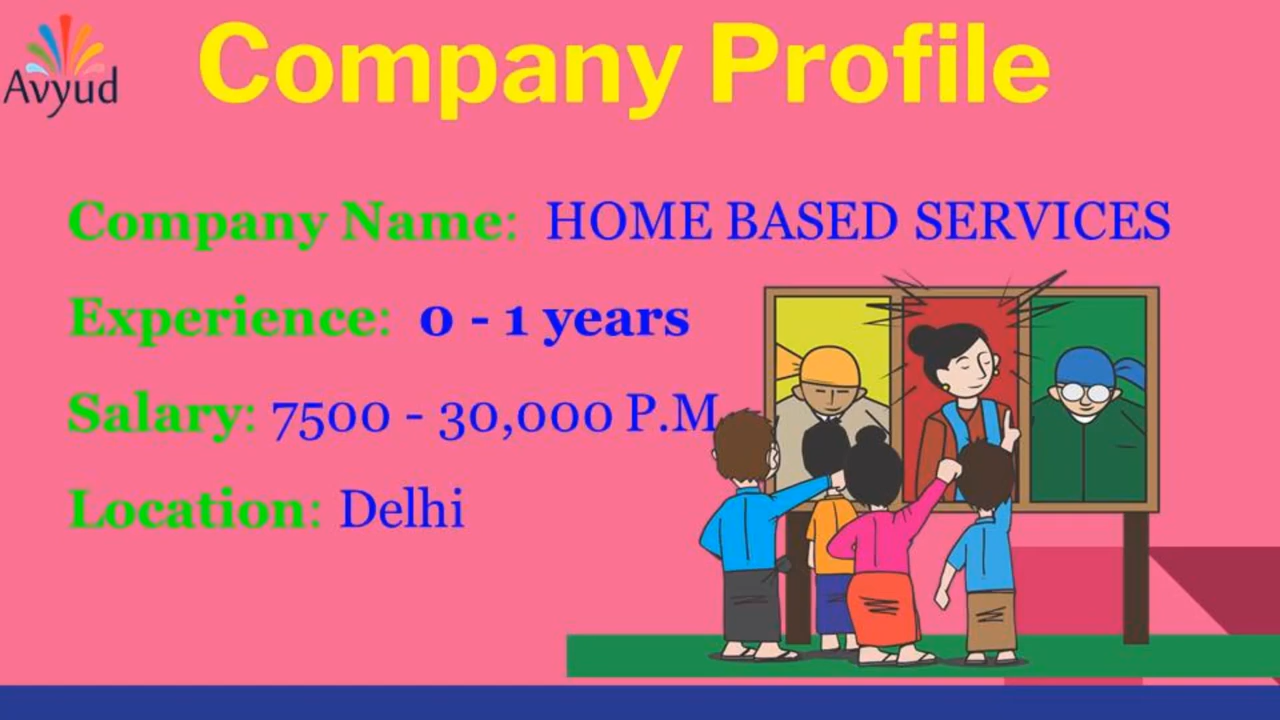 Avyud
Company Profile
Company Name: HOME BASED SERVICES
Experience: 0 - 1 years
Salary: 7500 - 30,000 P.M
Location: Delhi